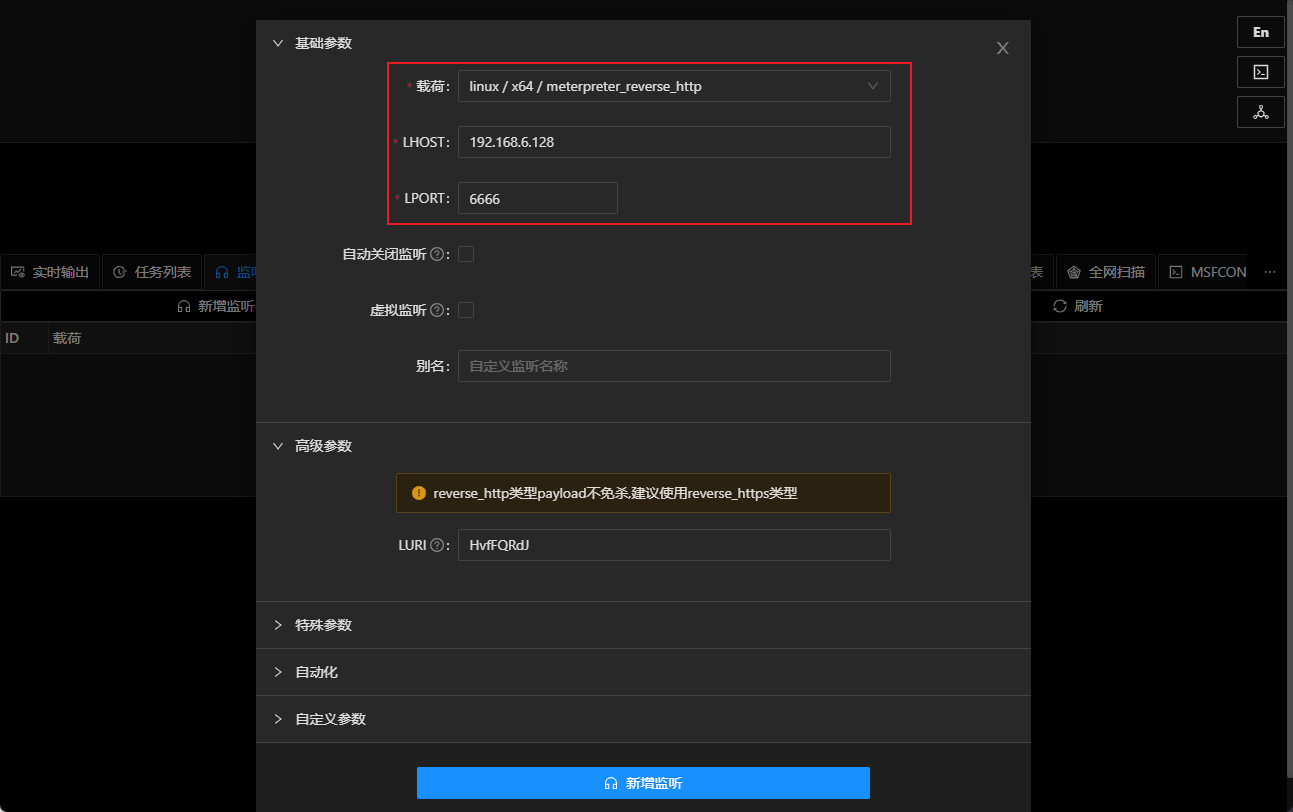 基础参数
X
En
* 载荷: linux / x64 / meterpreter_reverse_http
* LHOST: 192.168.6.128
* LPORT: 6666
自动关闭监听 ? :
实时输出
任务列表
监听
表
全网扫描
MSFCON
...
虚拟监听 ? :
新增监听
刷新
ID
载荷
别名: 自定义监听名称
高级参数
! reverse_http类型payload不免杀,建议使用reverse_https类型
LURI ? : HvfFQRdJ
特殊参数
自动化
自定义参数
新增监听